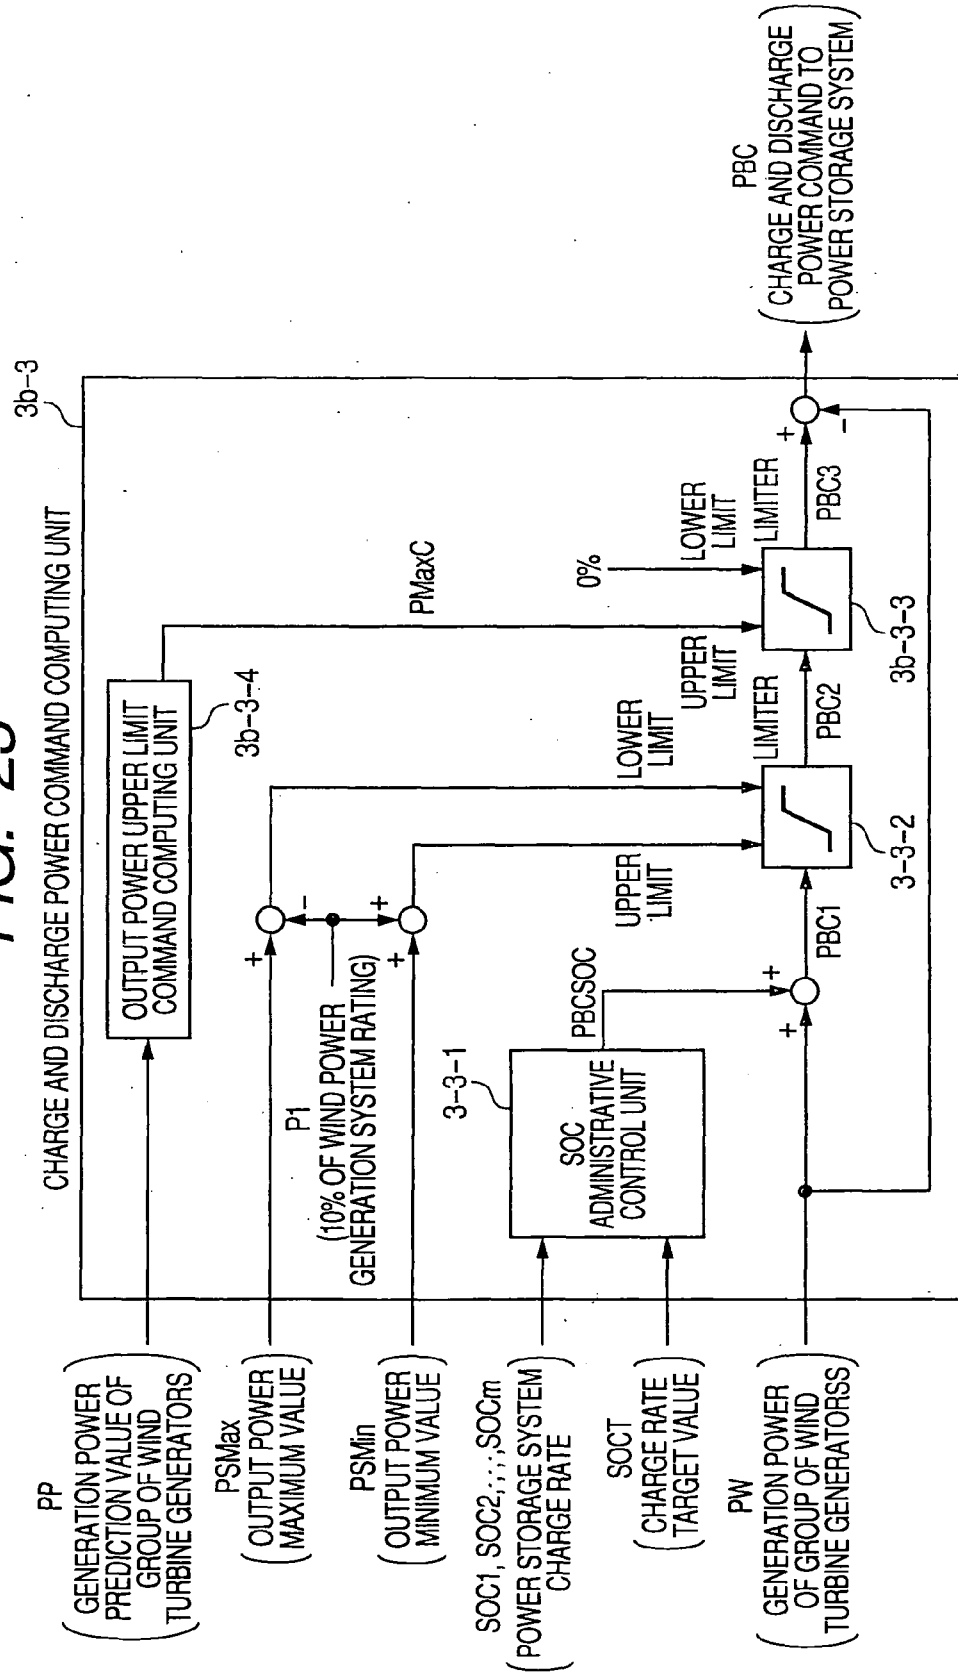 CHARGE AND DISCHARGE POWER COMMAND COMPUTING UNIT
3b-3
PP
GENERATION POWER
PREDICTION VALUE OF
GROUP OF WIND
TURBINE GENERATORS
OUTPUT POWER UPPER LIMIT
COMMAND COMPUTING UNIT
3b-3-4
PMaxC
PSMax
OUTPUT POWER
MAXIMUM VALUE
+
-
P1
(10% OF WIND POWER
GENERATION SYSTEM RATING)
PSMin
OUTPUT POWER
MINIMUM VALUE
+
+
LOWER
LIMIT
UPPER
LIMIT
0%
LOWER
LIMIT
UPPER
LIMIT
SOC1, SOC2,;,;,SOCm
POWER STORAGE SYSTEM
CHARGE RATE
SOCT
CHARGE RATE
TARGET VALUE
3-3-1
SOC
ADMINISTRATIVE
CONTROL UNIT
PBCSOC
PW
GENERATION POWER
OF GROUP OF WIND
TURBINE GENERATORSS
+
+
PBC1
LIMITER
3-3-2
PBC2
LIMITER
3b-3-3
PBC3
+
-
PBC
CHARGE AND DISCHARGE
POWER COMMAND TO
POWER STORAGE SYSTEM